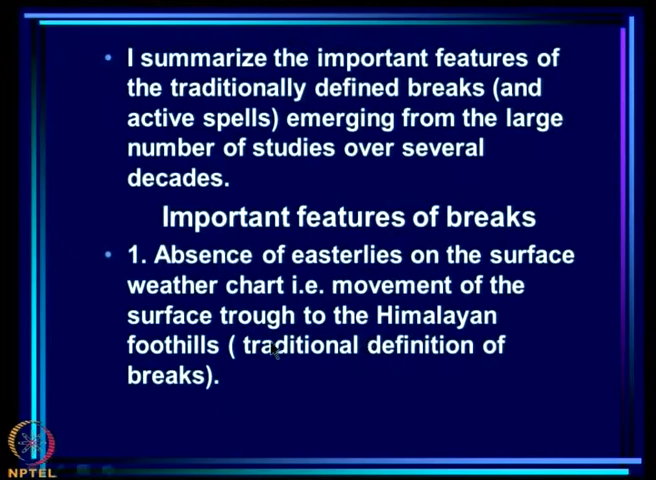 • I summarize the important features of
the traditionally defined breaks (and
active spells) emerging from the large
number of studies over several
decades.
Important features of breaks
• 1. Absence of easterlies on the surface
weather chart i.e. movement of the
surface trough to the Himalayan
foothills ( traditional definition of
breaks).
NPTEL